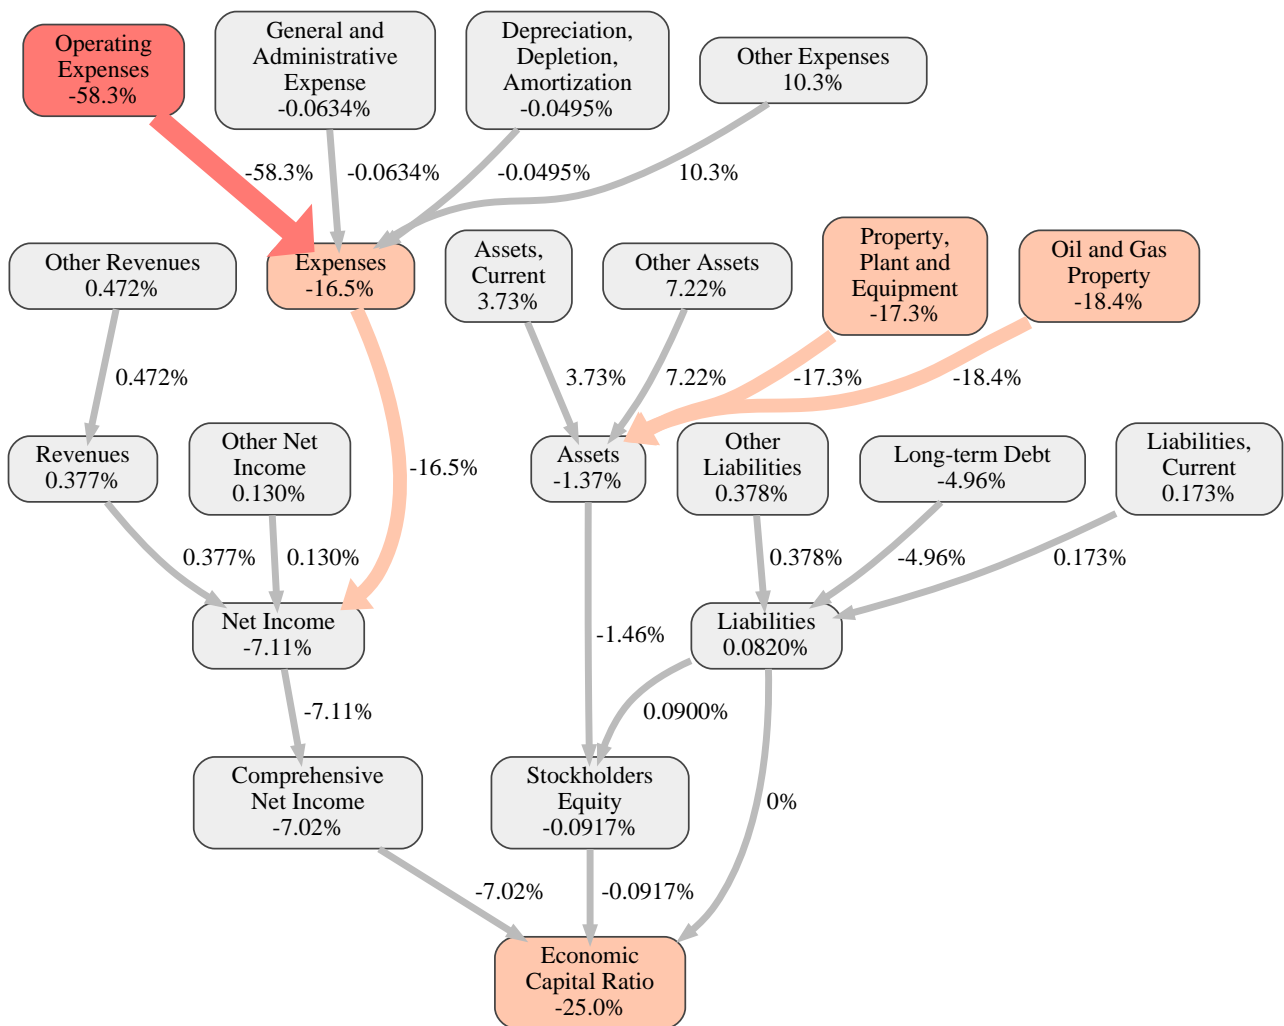 Operating
Expenses
-58.3%
General and
Administrative
Expense
-0.0634%
Depreciation,
Depletion,
Amortization
-0.0495%
Other Expenses
10.3%
-58.3%
-0.0634%
-0.0495%
10.3%
Other Revenues
0.472%
Expenses
-16.5%
Assets,
Current
3.73%
Other Assets
7.22%
Property,
Plant and
Equipment
-17.3%
Oil and Gas
Property
-18.4%
0.472%
3.73%
7.22%
-17.3%
-18.4%
Revenues
0.377%
Other Net
Income
0.130%
-16.5%
Assets
-1.37%
Other
Liabilities
0.378%
Long-term Debt
-4.96%
Liabilities,
Current
0.173%
0.377%
0.130%
0.378%
-4.96%
0.173%
Net Income
-7.11%
-1.46%
Liabilities
0.0820%
-7.11%
0.0900%
Comprehensive
Net Income
-7.02%
Stockholders
Equity
-0.0917%
0%
-7.02%
-0.0917%
Economic
Capital Ratio
-25.0%